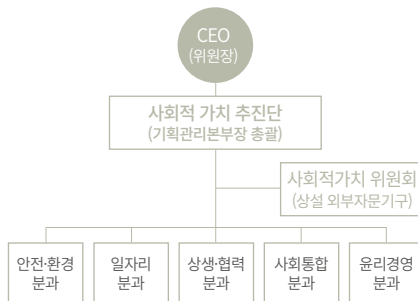 CEO
(위원장)
사회적 가치 추진단
(기획관리본부장 총괄)
사회적가치 위원회
(상설 외부자문기구)
안전·환경
분과
일자리
분과
상생·협력
분과
사회통합
분과
윤리경영
분과